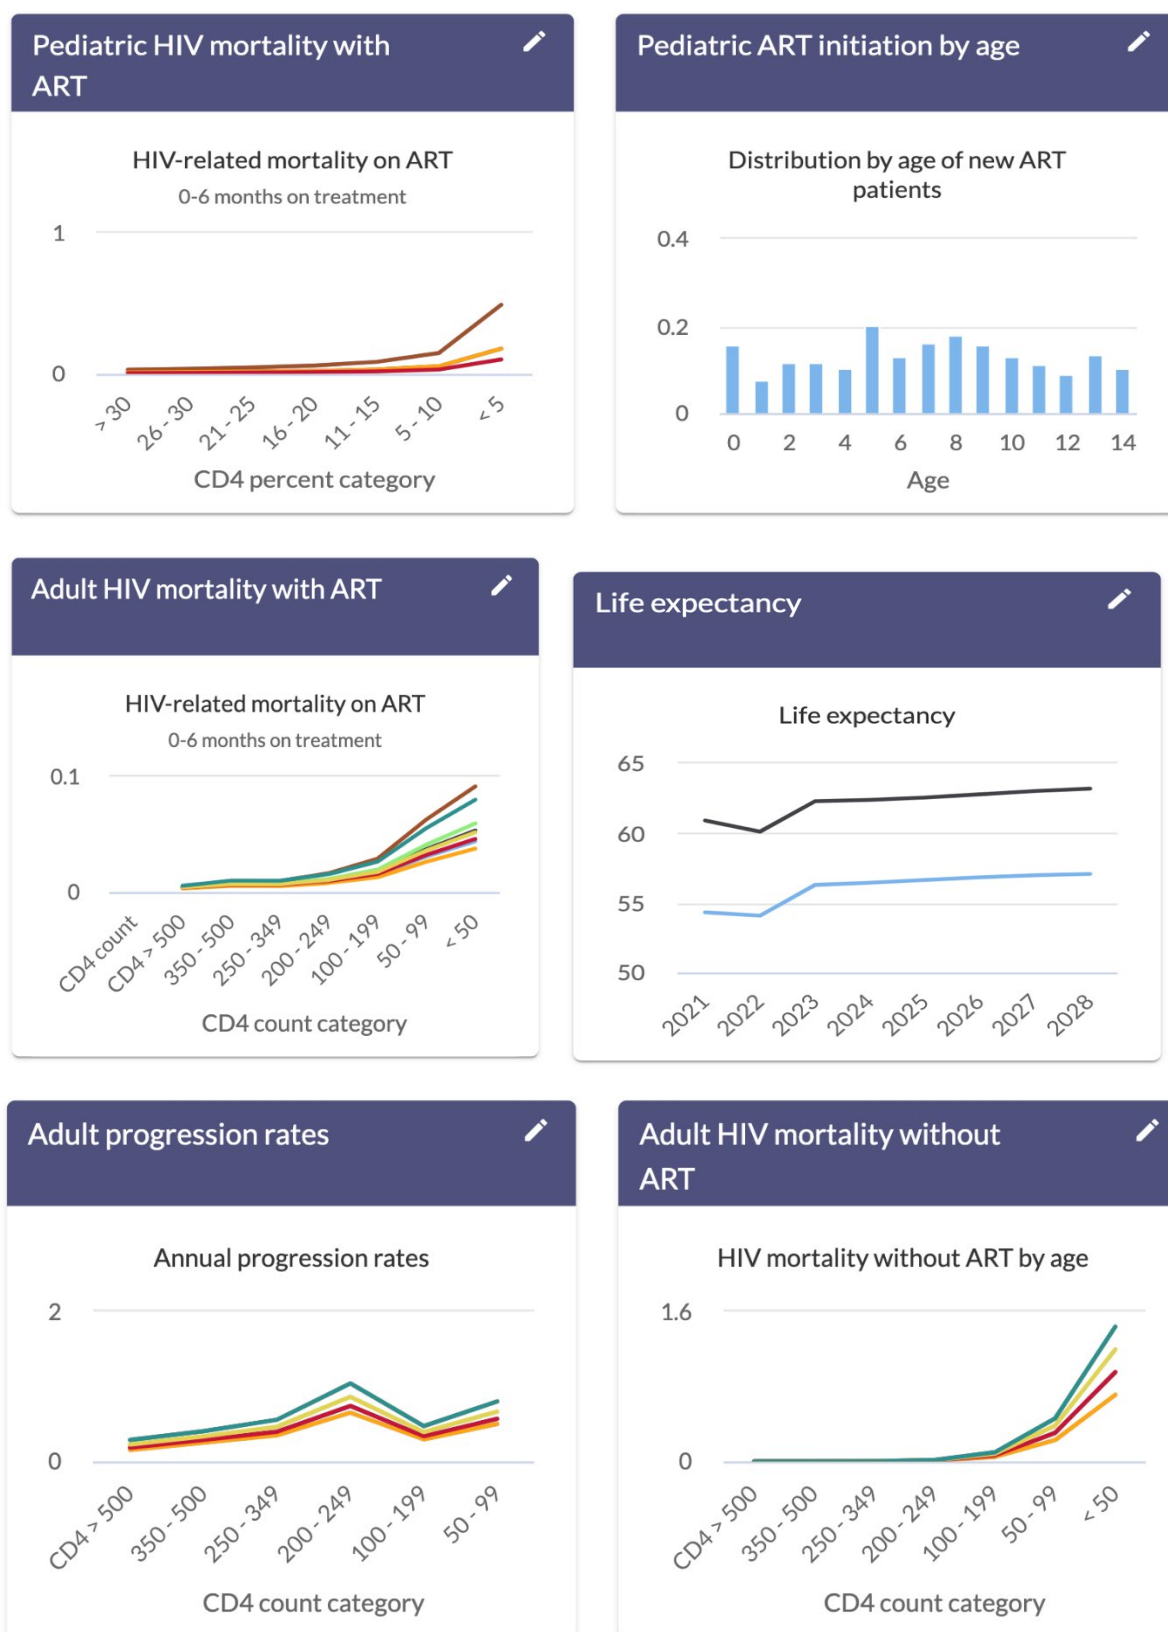 Pediatric HIV mortality with
ART
HIV-related mortality on ART
0-6 months on treatment
1
0
> 30
26 - 30
21 - 25
16 - 20
11 - 15
5 - 10
< 5
CD4 percent category
Pediatric ART initiation by age
Distribution by age of new ART
patients
0.4
0.2
0
0 2 4 6 8 10 12 14
Age
Adult HIV mortality with ART
HIV-related mortality on ART
0-6 months on treatment
0.1
0
CD4 count
CD4 > 500
350 - 500
250 - 349
200 - 249
100 - 199
50 - 99
< 50
CD4 count category
Life expectancy
Life expectancy
65
60
55
50
2021
2022
2023
2024
2025
2026
2027
2028
Adult progression rates
Annual progression rates
2
0
CD4 > 500
350 - 500
250 - 349
200 - 249
100 - 199
50 - 99
CD4 count category
Adult HIV mortality without
ART
HIV mortality without ART by age
1.6
0
CD4 > 500
350 - 500
250 - 349
200 - 249
100 - 199
50 - 99
< 50
CD4 count category